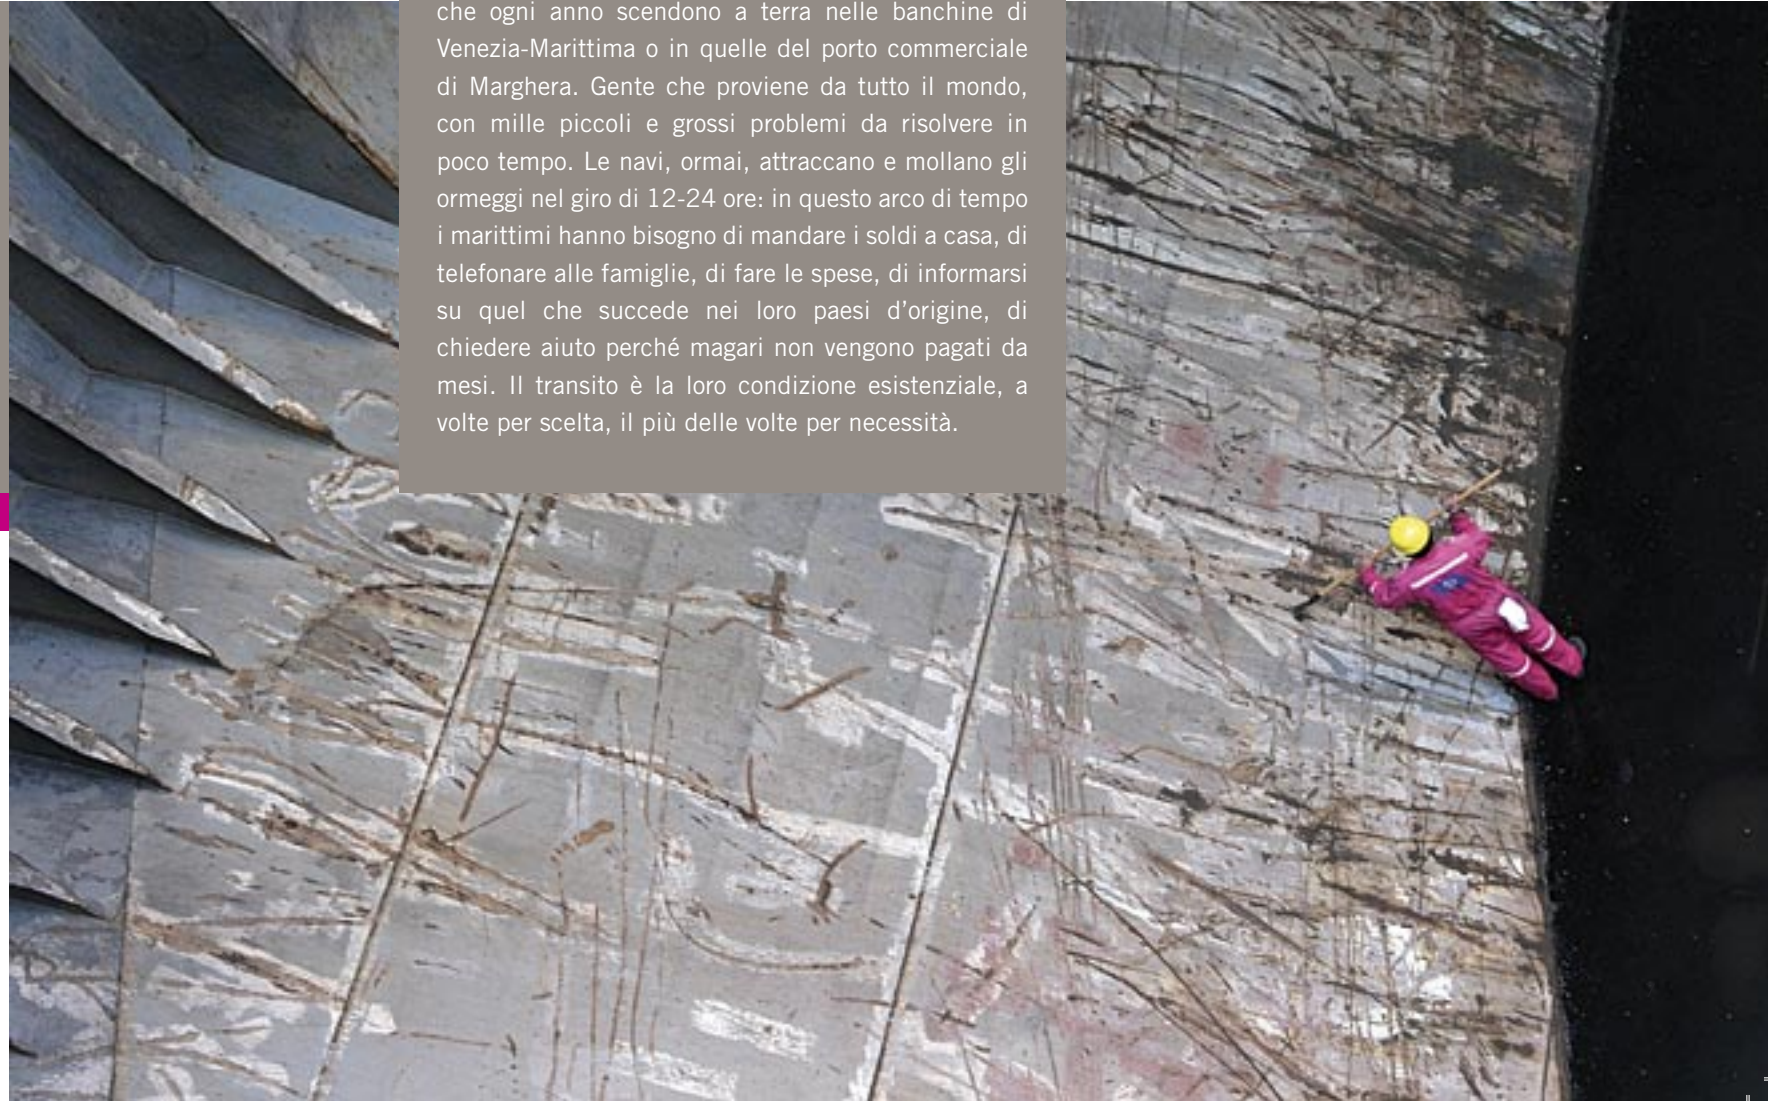 che ogni anno scendono a terra nelle banchine di
Venezia-Marittima o in quelle del porto commerciale
di Marghera. Gente che proviene da tutto il mondo,
con mille piccoli e grossi problemi da risolvere in
poco tempo. Le navi, ormai, attraccano e mollano gli
ormeggi nel giro di 12-24 ore: in questo arco di tempo
i marittimi hanno bisogno di mandare i soldi a casa, di
telefonare alle famiglie, di fare le spese, di informarsi
su quel che succede nei loro paesi d'origine, di
chiedere aiuto perché magari non vengono pagati da
mesi. Il transito è la loro condizione esistenziale, a
volte per scelta, il più delle volte per necessità.